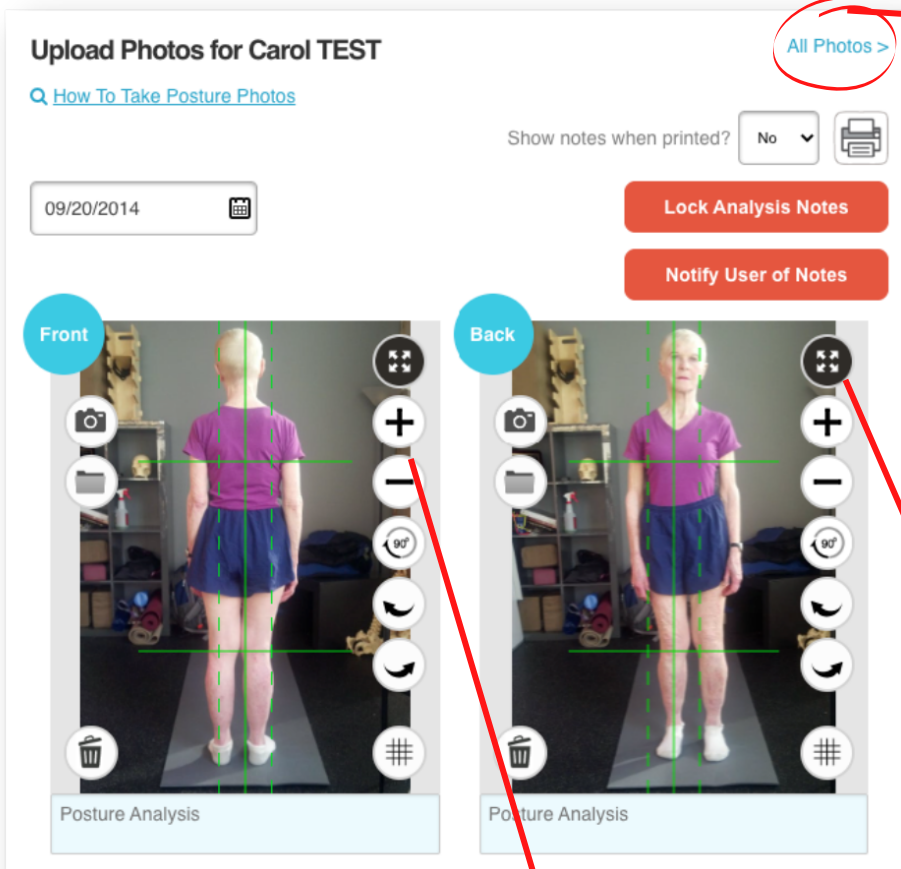 Upload Photos for Carol TEST
All Photos >
How To Take Posture Photos
Show notes when printed?
No
09/20/2014
Lock Analysis Notes
Notify User of Notes
Front
Back
90°
90°
Posture Analysis
Posture Analysis